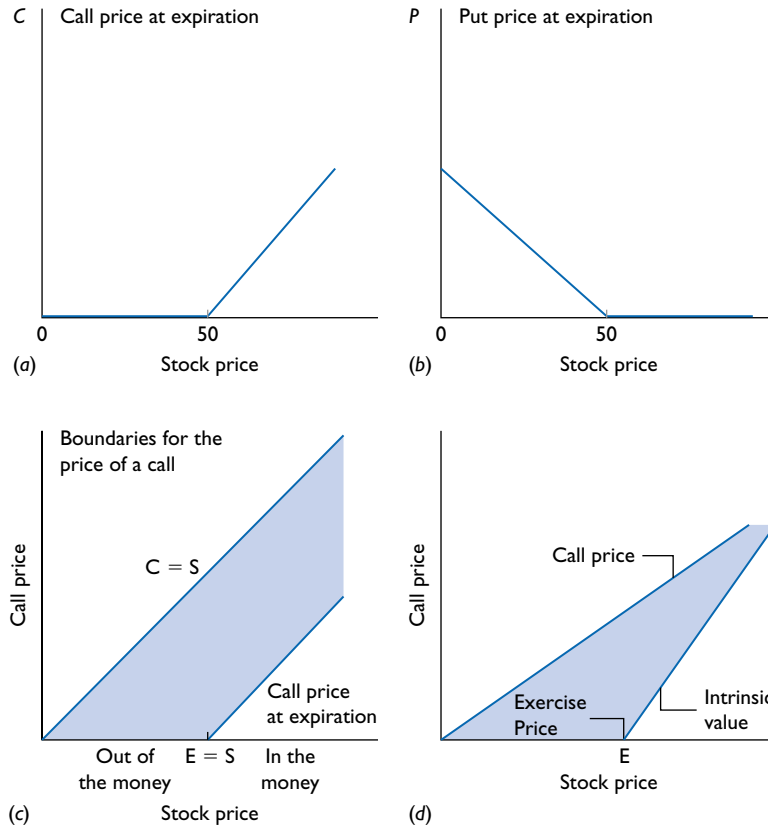 C Call price at expiration
0 50
(a) Stock price
P Put price at expiration
0 50
(b) Stock price
Boundaries for the
price of a call
C = S
Call price
Call price
at expiration
Out of
the money
E = S
In the
money
(c) Stock price
Call price
Call price
Exercise
Price
Intrinsic
value
E
Stock price
(d)